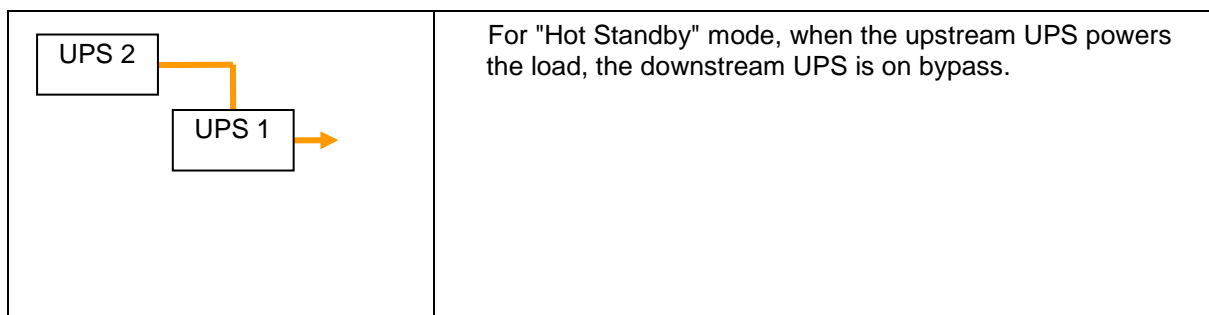 UPS 2
UPS 1
For "Hot Standby" mode, when the upstream UPS powers
the load, the downstream UPS is on bypass.